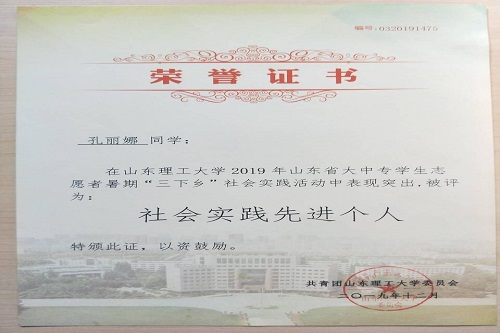 编号:0320191475
荣誉证书
孔丽娜 同学:
在山东理工大学2019年山东省大中专学生志
愿者暑期“三下乡”社会实践活动中表现突出,被评
为:
社会实践先进个人
特颁此证,以资鼓励。
共青团山东理工大学委员会
二〇一九年十二月